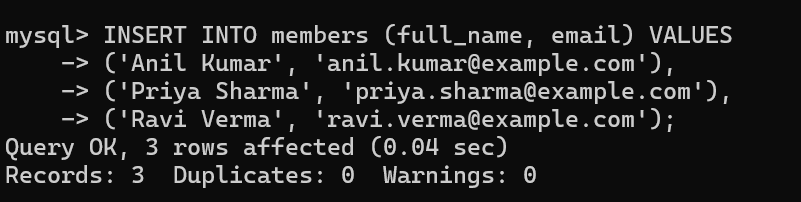 mysql> INSERT INTO members (full_name, email) VALUES
    -> ('Anil Kumar', 'anil.kumar@example.com'),
    -> ('Priya Sharma', 'priya.sharma@example.com'),
    -> ('Ravi Verma', 'ravi.verma@example.com');
Query OK, 3 rows affected (0.04 sec)
Records: 3  Duplicates: 0  Warnings: 0